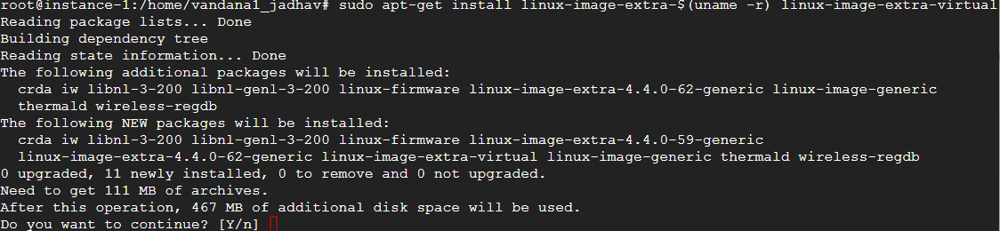 root@instance-1:/home/vandana1_jadhav# sudo apt-get install linux-image-extra-$(uname -r) linux-image-extra-virtual
Reading package lists... Done
Building dependency tree
Reading state information... Done
The following additional packages will be installed:
  crda iw libnl-3-200 libnl-genl-3-200 linux-firmware linux-image-extra-4.4.0-62-generic linux-image-generic
  thermald wireless-regdb
The following NEW packages will be installed:
  crda iw libnl-3-200 libnl-genl-3-200 linux-firmware linux-image-extra-4.4.0-59-generic
  linux-image-extra-4.4.0-62-generic linux-image-extra-virtual linux-image-generic thermald wireless-regdb
0 upgraded, 11 newly installed, 0 to remove and 0 not upgraded.
Need to get 111 MB of archives.
After this operation, 467 MB of additional disk space will be used.
Do you want to continue? [Y/n]